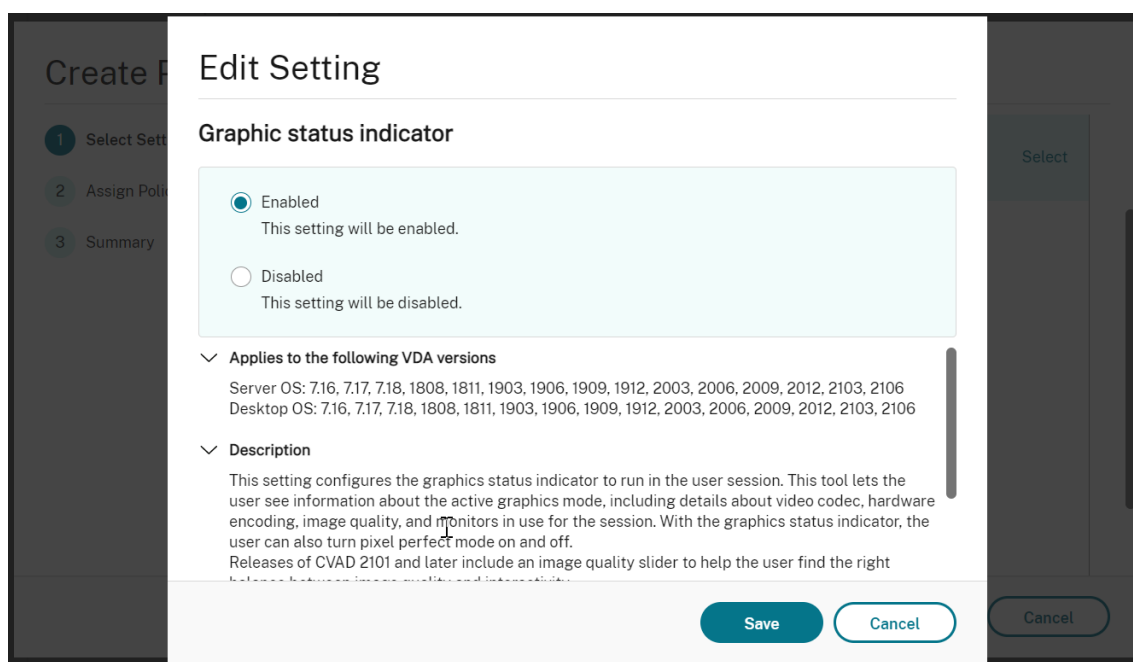 Edit Setting
Create P
Graphic status indicator
1 Select Sett
Select
Enabled
This setting will be enabled.
2 Assign Polic
3 Summary
Disabled
This setting will be disabled.
Applies to the following VDA versions
Server OS: 7.16, 7.17, 7.18, 1808, 1811, 1903, 1906, 1909, 1912, 2003, 2006, 2009, 2012, 2103, 2106
Desktop OS: 7.16, 7.17, 7.18, 1808, 1811, 1903, 1906, 1909, 1912, 2003, 2006, 2009, 2012, 2103, 2106
Description
This setting configures the graphics status indicator to run in the user session. This tool lets the
user see information about the active graphics mode, including details about video codec, hardware
encoding, image quality, and monitors in use for the session. With the graphics status indicator, the
user can also turn pixel perfect mode on and off.
Releases of CVAD 2101 and later include an image quality slider to help the user find the right
balance between image quality and interactivity.
Save
Cancel
Cancel